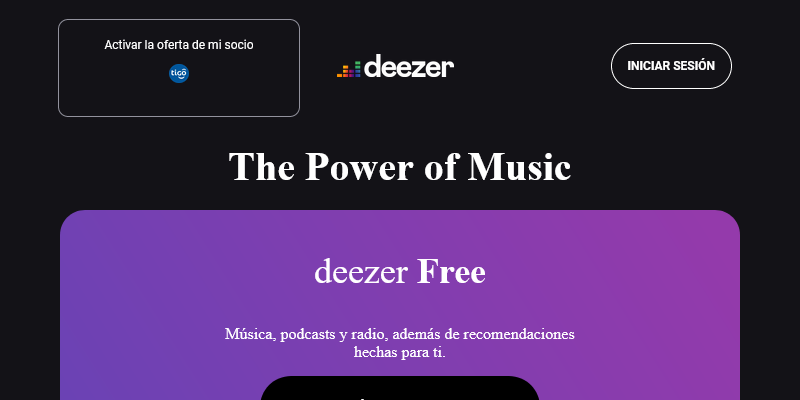 Activar la oferta de mi socio
tigo
deezer
INICIAR SESIÓN
The Power of Music
deezer Free
Música, podcasts y radio, además de recomendaciones
hechas para ti.